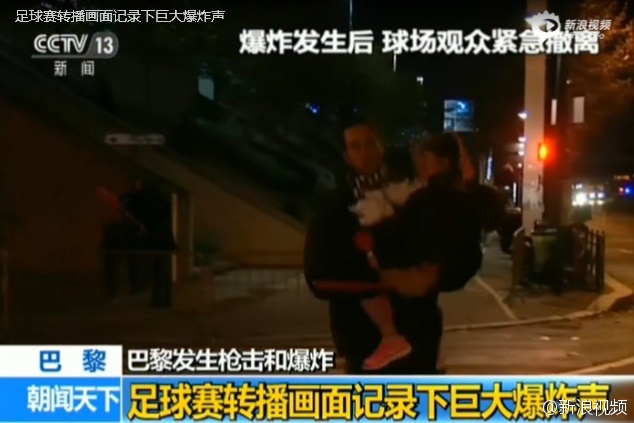 足球赛转播画面记录下巨大爆炸声
CCTV 13
新闻
新浪视频
爆炸发生后 球场观众紧急撤离
巴黎
巴黎发生枪击和爆炸
朝闻天下
足球赛转播画面记录下巨大爆炸声
@新浪视频